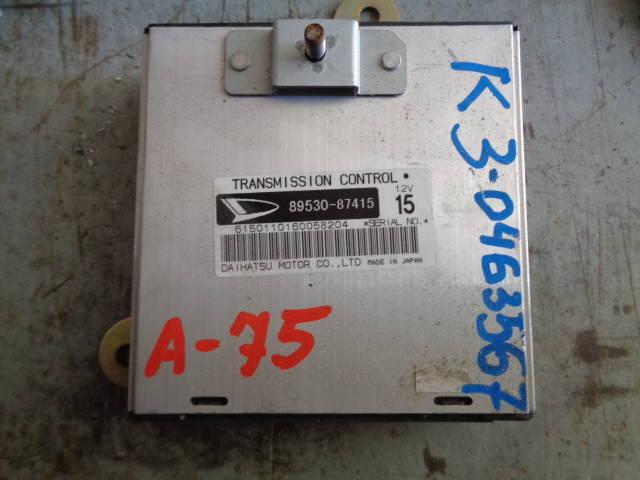 TRANSMISSION CONTROL
89530-87415
12V
15
6150110160058204 *SERIAL NO.*
DAIHATSU MOTOR CO.,LTD MADE IN JAPAN
A-75
K3-0463567